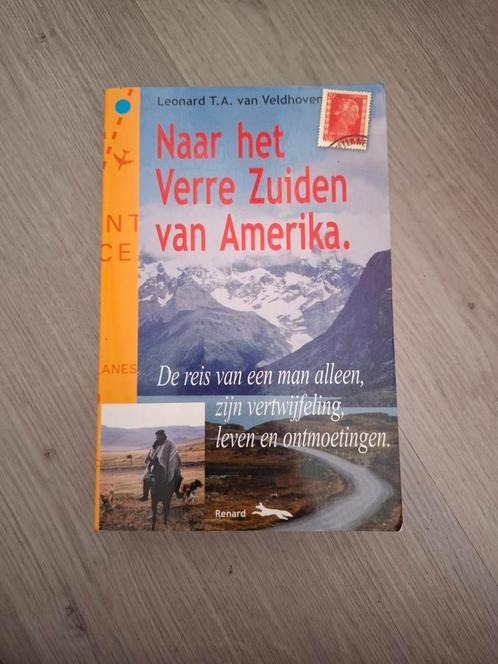 Leonard T.A. van Veldhoven
Naar het
Verre Zuiden
van Amerika.
NT
CE
LANES
De reis van een man alleen,
zijn vertwijfeling,
leven en ontmoetingen.
Renard